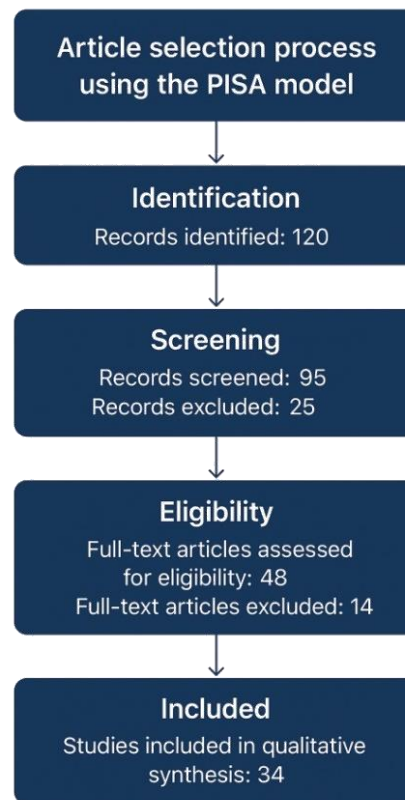 Article selection process
using the PISA model
Identification
Records identified: 120
Screening
Records screened: 95
Records excluded: 25
Eligibility
Full-text articles assessed
for eligibility: 48
Full-text articles excluded: 14
Included
Studies included in qualitative
synthesis: 34